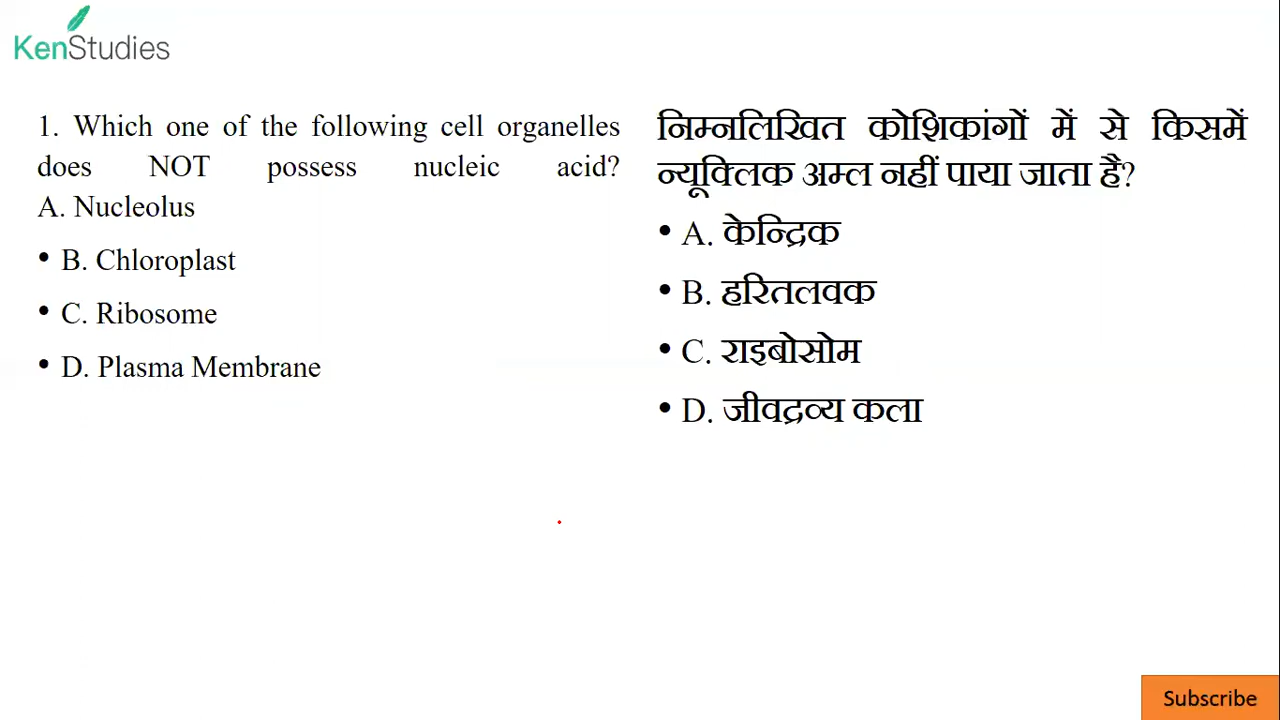 KenStudies
1. Which one of the following cell organelles
does NOT possess nucleic acid?
A. Nucleolus
• B. Chloroplast
• C. Ribosome
• D. Plasma Membrane
निम्नलिखित कोशिकांगों में से किसमें
न्यूक्लिक अम्ल नहीं पाया जाता है?
• A. केन्द्रिक
• B. हरितलवक
• C. राइबोसोम
• D. जीवद्रव्य कला
Subscribe